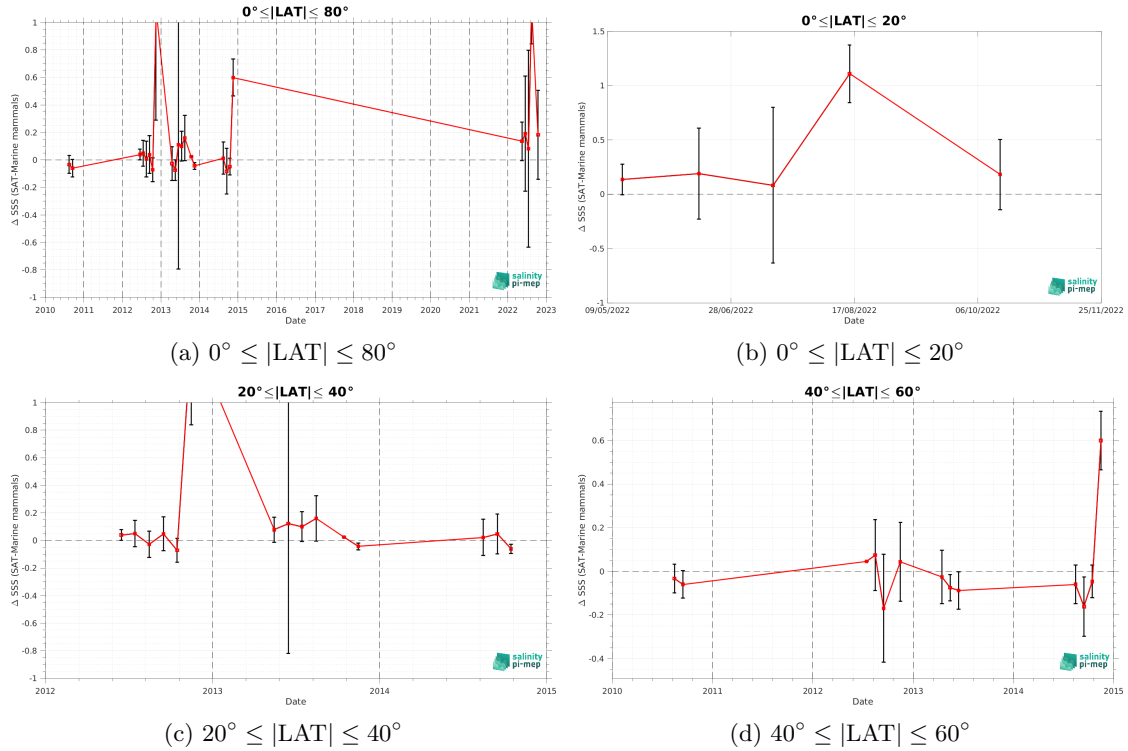 0°≤|LAT|≤ 80°
Δ SSS (SAT-Marine mammals)
1
0.8
0.6
0.4
0.2
0
-0.2
-0.4
-0.6
-0.8
-1
2010 2011 2012 2013 2014 2015 2016 2017 2018 2019 2020 2021 2022 2023
Date
salinity
pi-mep
(a) 0° ≤ |LAT| ≤ 80°
0°≤|LAT|≤ 20°
Δ SSS (SAT-Marine mammals)
1.5
1
0.5
0
-0.5
-1
09/05/2022 28/06/2022 17/08/2022 06/10/2022 25/11/2022
Date
salinity
pi-mep
(b) 0° ≤ |LAT| ≤ 20°
20°≤|LAT|≤ 40°
Δ SSS (SAT-Marine mammals)
1
0.8
0.6
0.4
0.2
0
-0.2
-0.4
-0.6
-0.8
-1
2012 2013 2014 2015
Date
salinity
pi-mep
(c) 20° ≤ |LAT| ≤ 40°
40°≤|LAT|≤ 60°
Δ SSS (SAT-Marine mammals)
0.6
0.4
0.2
0
-0.2
-0.4
2010 2011 2012 2013 2014 2015
Date
salinity
pi-mep
(d) 40° ≤ |LAT| ≤ 60°